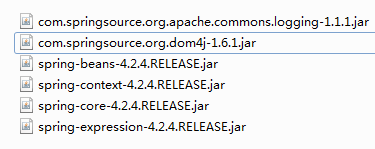 com.springsource.org.apache.commons.logging-1.1.1.jar
com.springsource.org.dom4j-1.6.1.jar
spring-beans-4.2.4.RELEASE.jar
spring-context-4.2.4.RELEASE.jar
spring-core-4.2.4.RELEASE.jar
spring-expression-4.2.4.RELEASE.jar